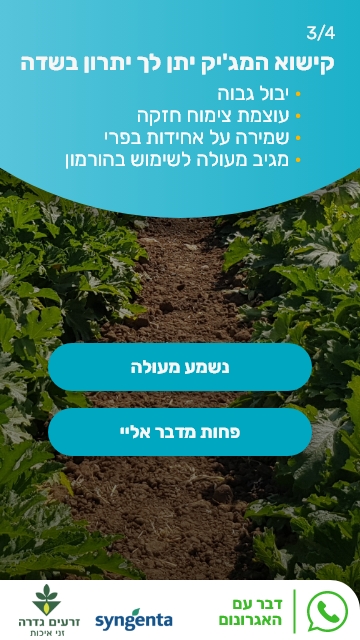 3/4
קישוא המג'יק יתן לך יתרון בשדה
• יבול גבוה
• עוצמת צימוח חזקה
• שמירה על אחידות בפרי
• מגיב מעולה לשימוש בהורמון
נשמע מעולה
פחות מדבר אליי
דבר עם
האגרונום
syngenta
זרעים גדרה
זני איכות